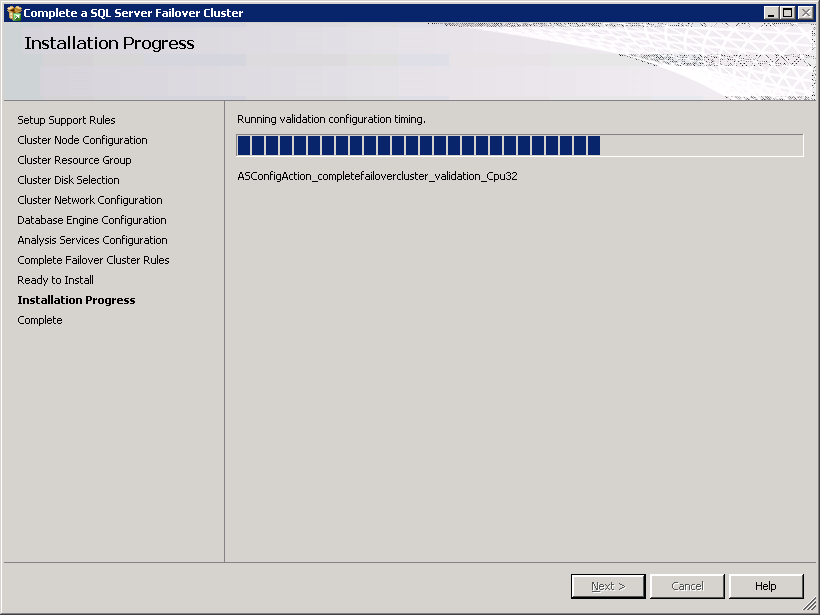 Complete a SQL Server Failover Cluster
Installation Progress
Setup Support Rules
Cluster Node Configuration
Cluster Resource Group
Cluster Disk Selection
Cluster Network Configuration
Database Engine Configuration
Analysis Services Configuration
Complete Failover Cluster Rules
Ready to Install
Installation Progress
Complete
Running validation configuration timing.
ASConfigAction_completefailovercluster_validation_Cpu32
Next >
Cancel
Help